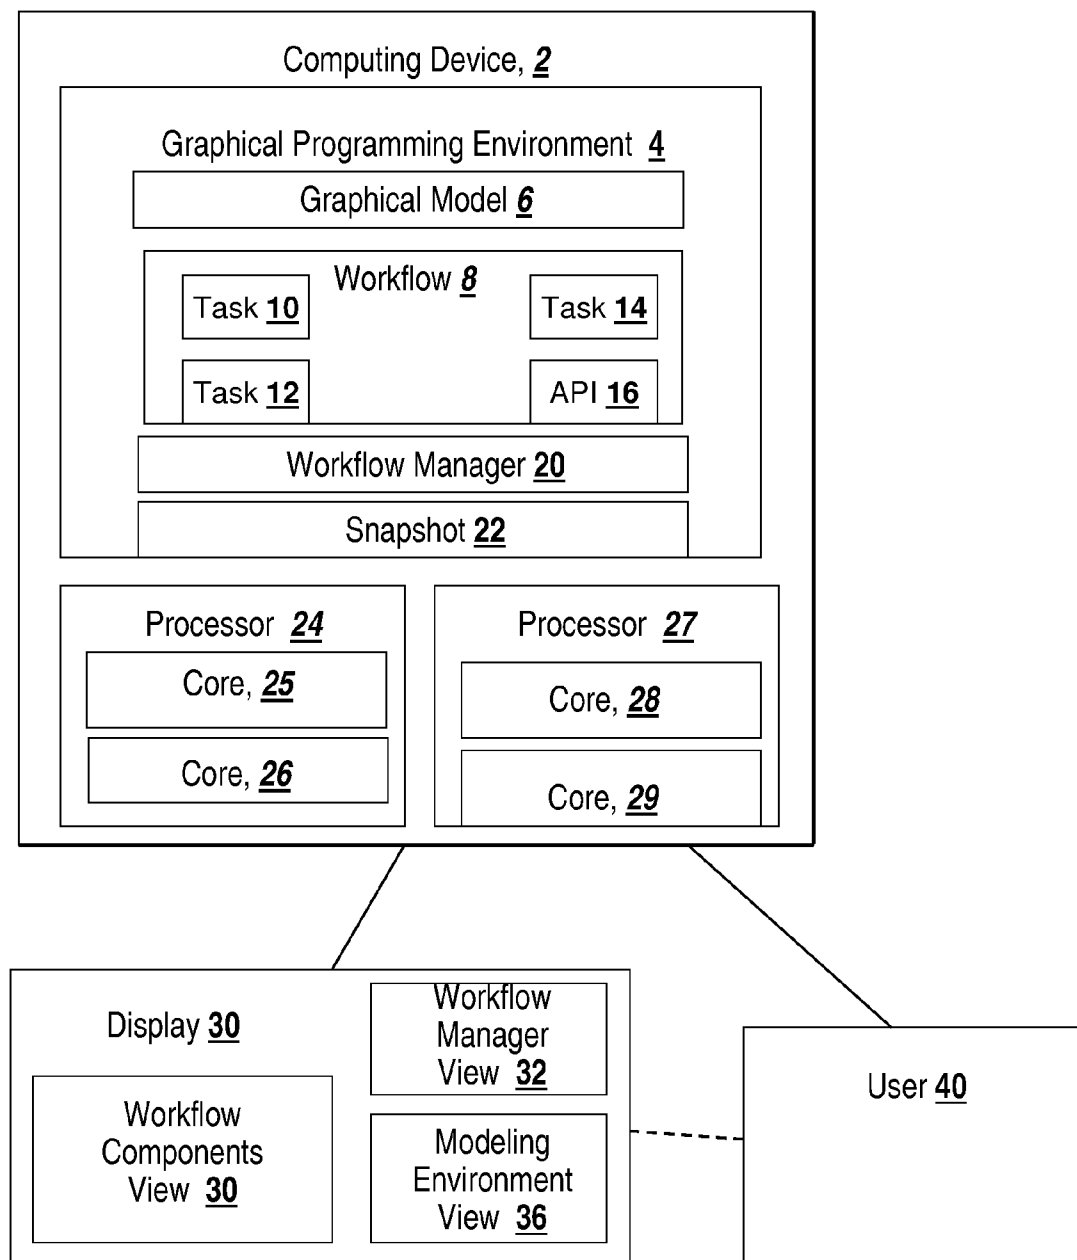 Computing Device, 2
Graphical Programming Environment 4
Graphical Model 6
Workflow 8
Task 10
Task 14
Task 12
API 16
Workflow Manager 20
Snapshot 22
Processor 24
Core, 25
Core, 26
Processor 27
Core, 28
Core, 29
Display 30
Workflow
Manager
View 32
Workflow
Components
View 30
Modeling
Environment
View 36
User 40